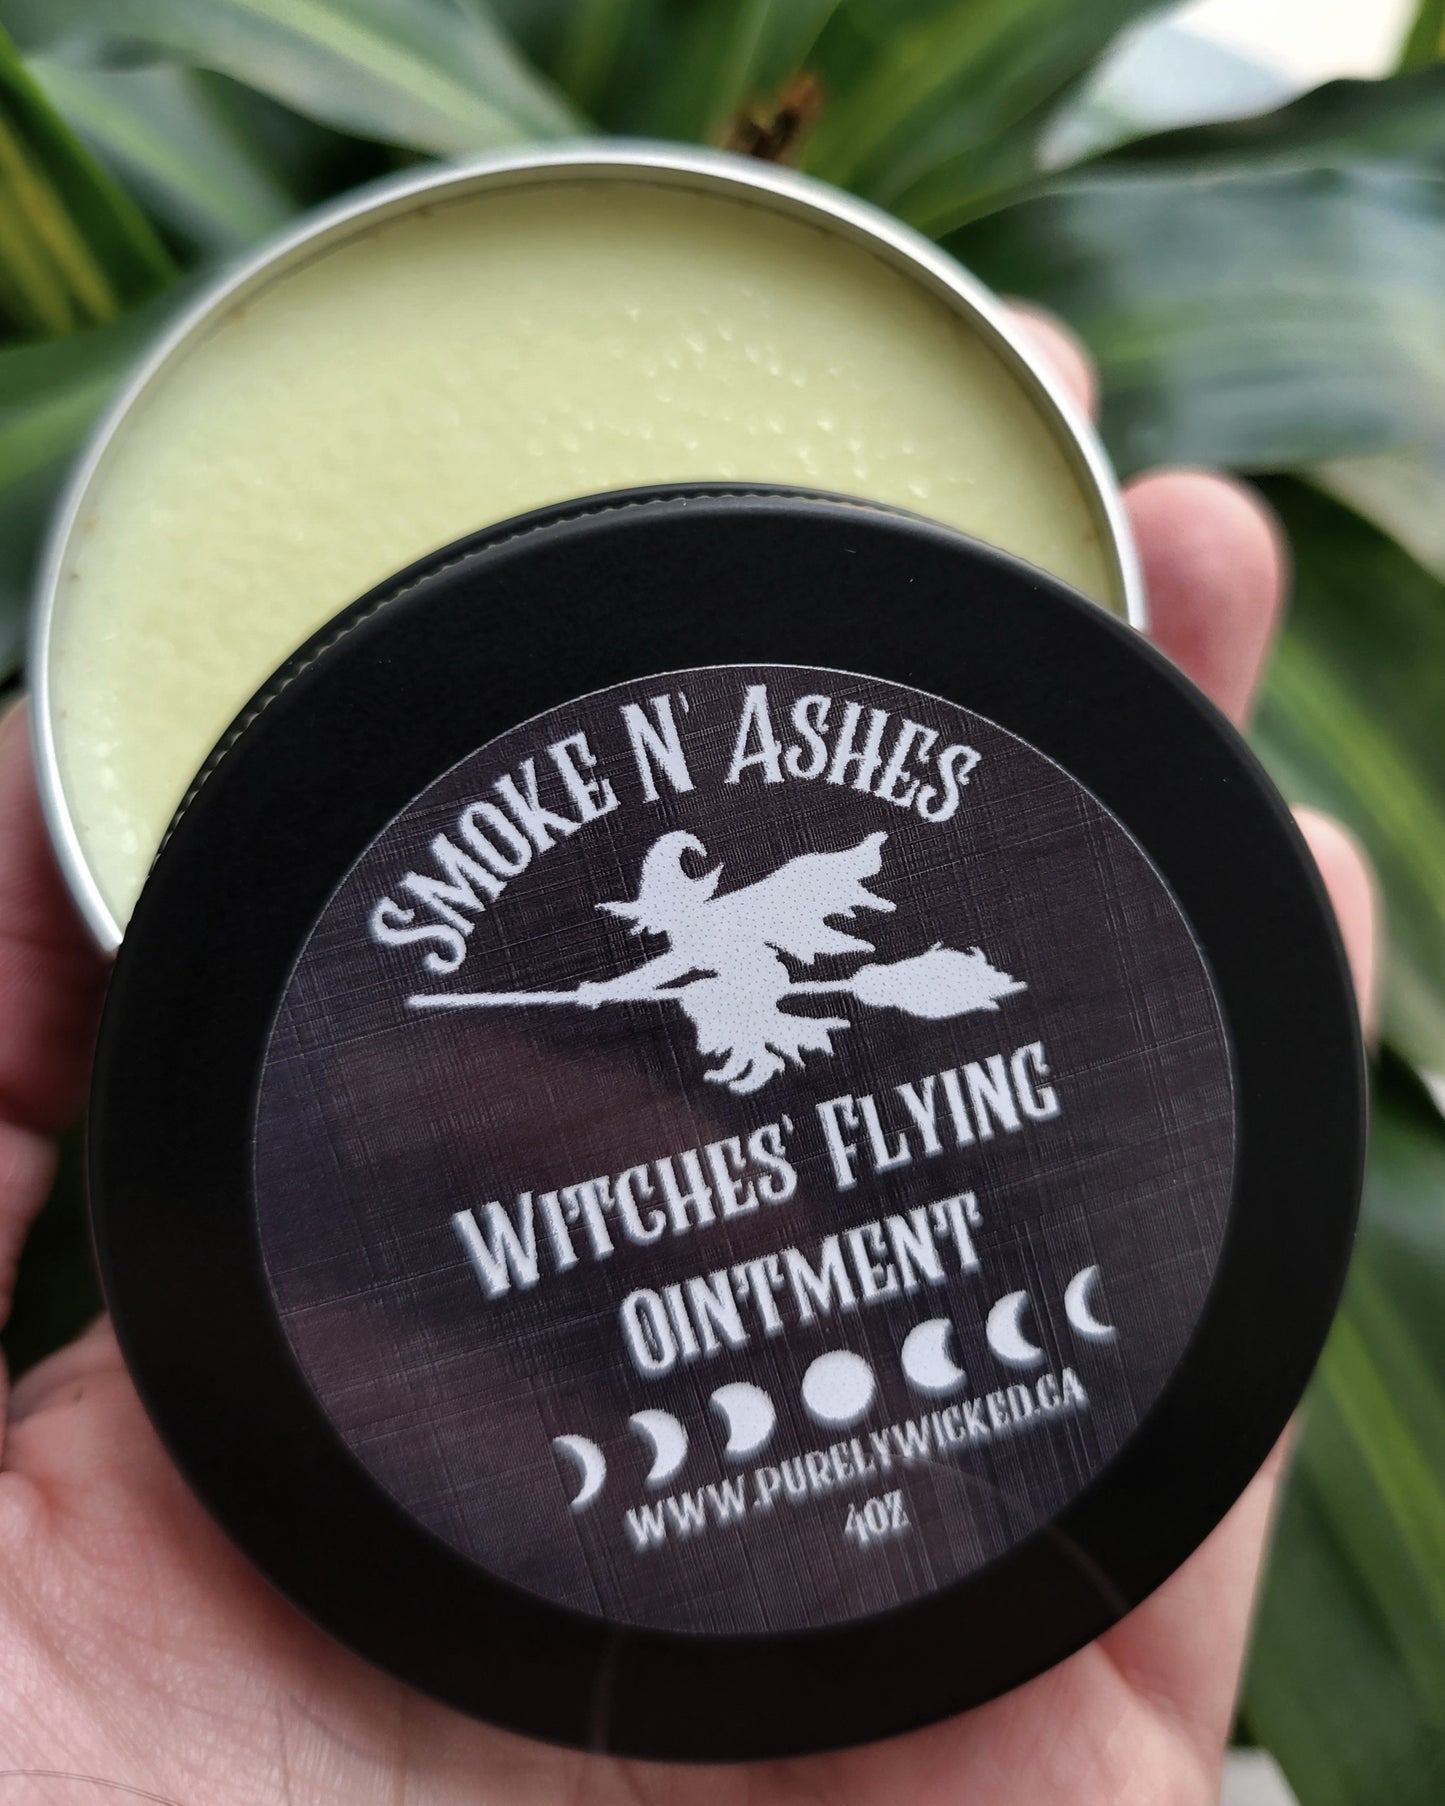 Smoke N' Ashes
Witches' Flying
Ointment
www.purelywicked.ca
4oz